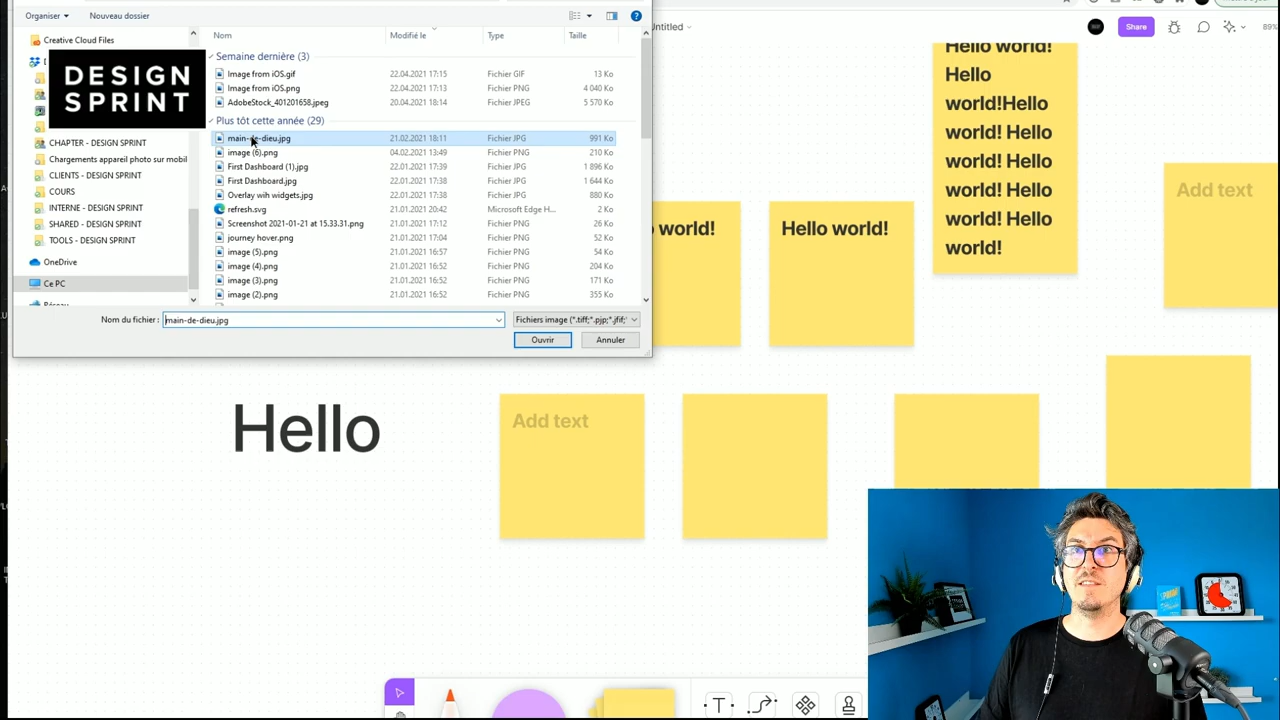 Organiser
Nouveau dossier
Untitled
Share
89%
Nom
Modifié le
Type
Taille
Creative Cloud Files
DESIGN
SPRINT
CHAPTER - DESIGN SPRINT
Chargements appareil photo sur mobil
CLIENTS - DESIGN SPRINT
COURS
INTERNE - DESIGN SPRINT
SHARED - DESIGN SPRINT
TOOLS - DESIGN SPRINT
OneDrive
Ce PC
Semaine dernière (3)
Image from iOS.gif 22.04.2021 17:15 Fichier GIF 13 Ko
Image from iOS.png 22.04.2021 17:13 Fichier PNG 4 040 Ko
AdobeStock_401201658.jpeg 20.04.2021 18:14 Fichier JPEG 5 570 Ko
Plus tôt cette année (29)
main-de-dieu.jpg 21.02.2021 18:11 Fichier JPG 991 Ko
image (6).png 04.02.2021 13:49 Fichier PNG 210 Ko
First Dashboard (1).jpg 22.01.2021 17:39 Fichier JPG 1 896 Ko
First Dashboard.jpg 22.01.2021 17:38 Fichier JPG 1 644 Ko
Overlay wih widgets.jpg 22.01.2021 17:38 Fichier JPG 880 Ko
refresh.svg 21.01.2021 20:42 Microsoft Edge H... 2 Ko
Screenshot 2021-01-21 at 15.33.31.png 21.01.2021 17:12 Fichier PNG 26 Ko
journey hover.png 21.01.2021 17:04 Fichier PNG 52 Ko
image (5).png 21.01.2021 16:57 Fichier PNG 54 Ko
image (4).png 21.01.2021 16:52 Fichier PNG 204 Ko
image (3).png 21.01.2021 16:52 Fichier PNG 171 Ko
image (2).png 21.01.2021 16:52 Fichier PNG 355 Ko
Nom du fichier :
main-de-dieu.jpg
Fichiers image (*.tiff;*.pjp;*.jfif;
Ouvrir
Annuler
Hello world!
Hello
world!Hello
world! Hello
world! Hello
world! Hello
world! Hello
world!
Add text
world!
Hello world!
Hello
Add text
T